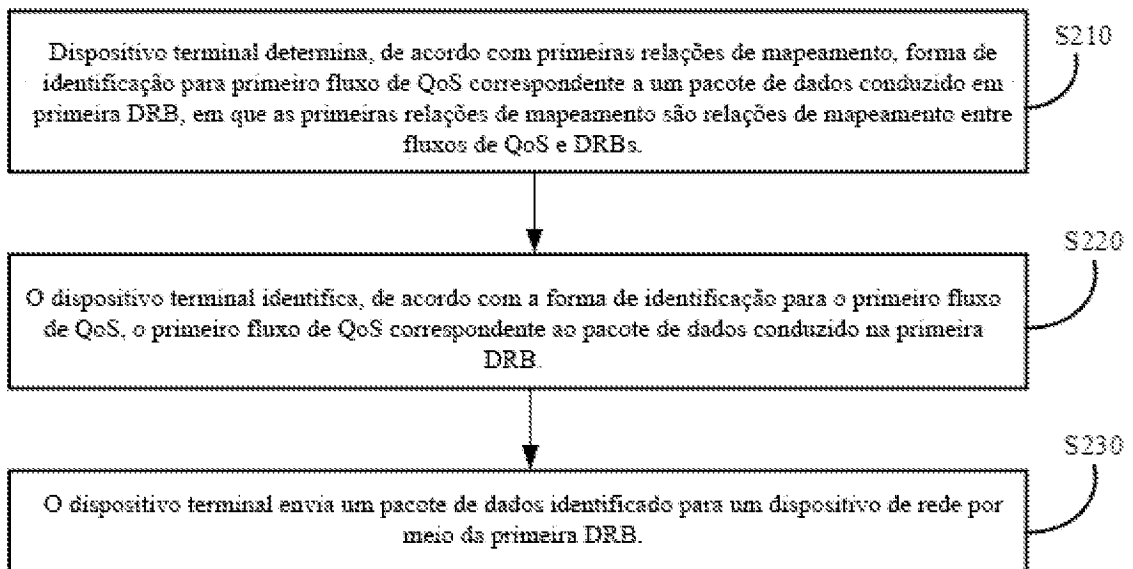 S210
Dispositivo terminal determina, de acordo com primeiras relações de mapeamento, forma de
identificação para primeiro fluxo de QoS correspondente a um pacote de dados conduzido em
primeira DRB, em que as primeiras relações de mapeamento são relações de mapeamento entre
fluxos de QoS e DRBs.
S220
O dispositivo terminal identifica, de acordo com a forma de identificação para o primeiro fluxo
de QoS, o primeiro fluxo de QoS correspondente ao pacote de dados conduzido na primeira
DRB.
S230
O dispositivo terminal envia um pacote de dados identificado para um dispositivo de rede por
meio da primeira DRB.